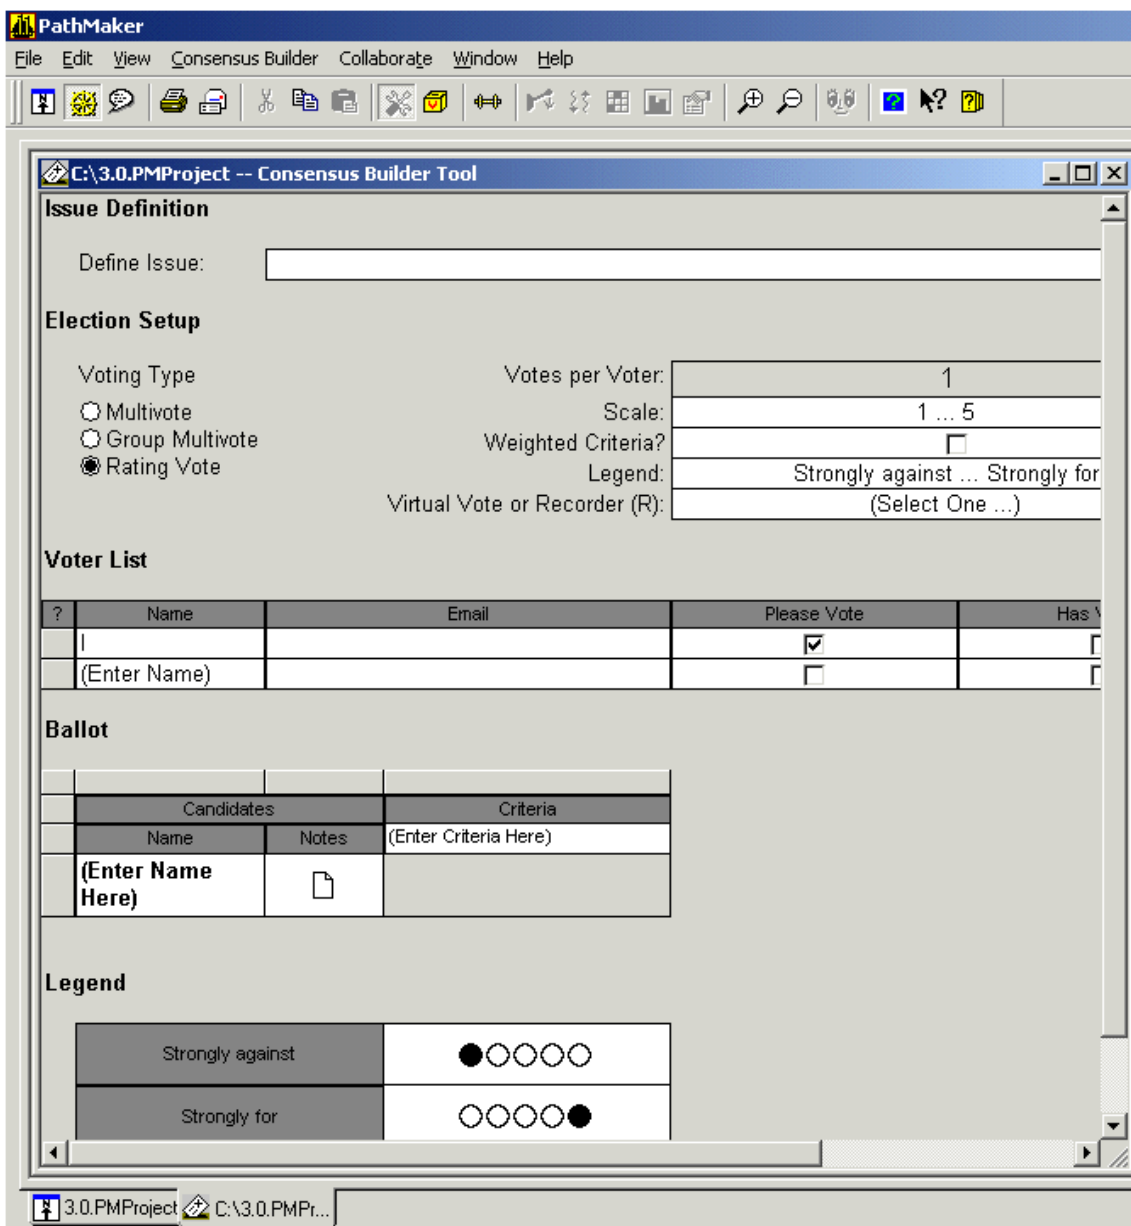 PathMaker
File Edit View Consensus Builder Collaborate Window Help
C:\3.0.PMProject -- Consensus Builder Tool
Issue Definition
Define Issue:
Election Setup
Voting Type
Votes per Voter: 1
Multivote
Scale: 1 ... 5
Group Multivote
Weighted Criteria?
Rating Vote
Legend: Strongly against ... Strongly for
Virtual Vote or Recorder (R): (Select One ...)
Voter List
? Name Email Please Vote Has
(Enter Name)
Ballot
Candidates Criteria
Name Notes (Enter Criteria Here)
(Enter Name
Here)
Legend
Strongly against
Strongly for
3.0.PMProject C:\3.0.PMPr...